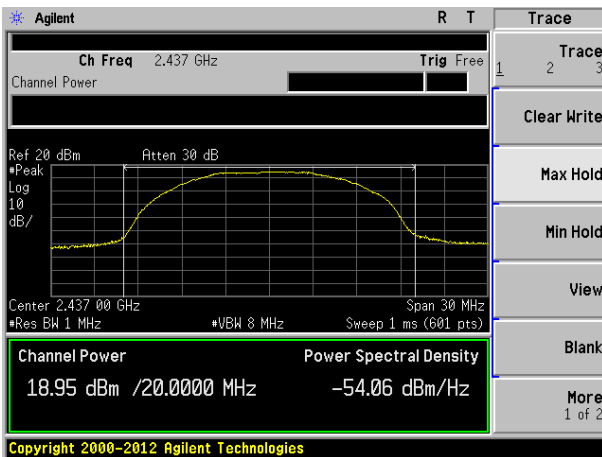 Agilent R T Trace
Ch Freq 2.437 GHz Trig Free
Channel Power
Trace
1 2 3
Clear Write
Ref 20 dBm Atten 30 dB
#Peak
Log
10
dB/
Max Hold
Min Hold
View
Center 2.437 00 GHz Span 30 MHz
#Res BW 1 MHz #VBW 8 MHz Sweep 1 ms (601 pts)
Blank
Channel Power Power Spectral Density
18.95 dBm /20.0000 MHz -54.06 dBm/Hz
More
1 of 2
Copyright 2000-2012 Agilent Technologies